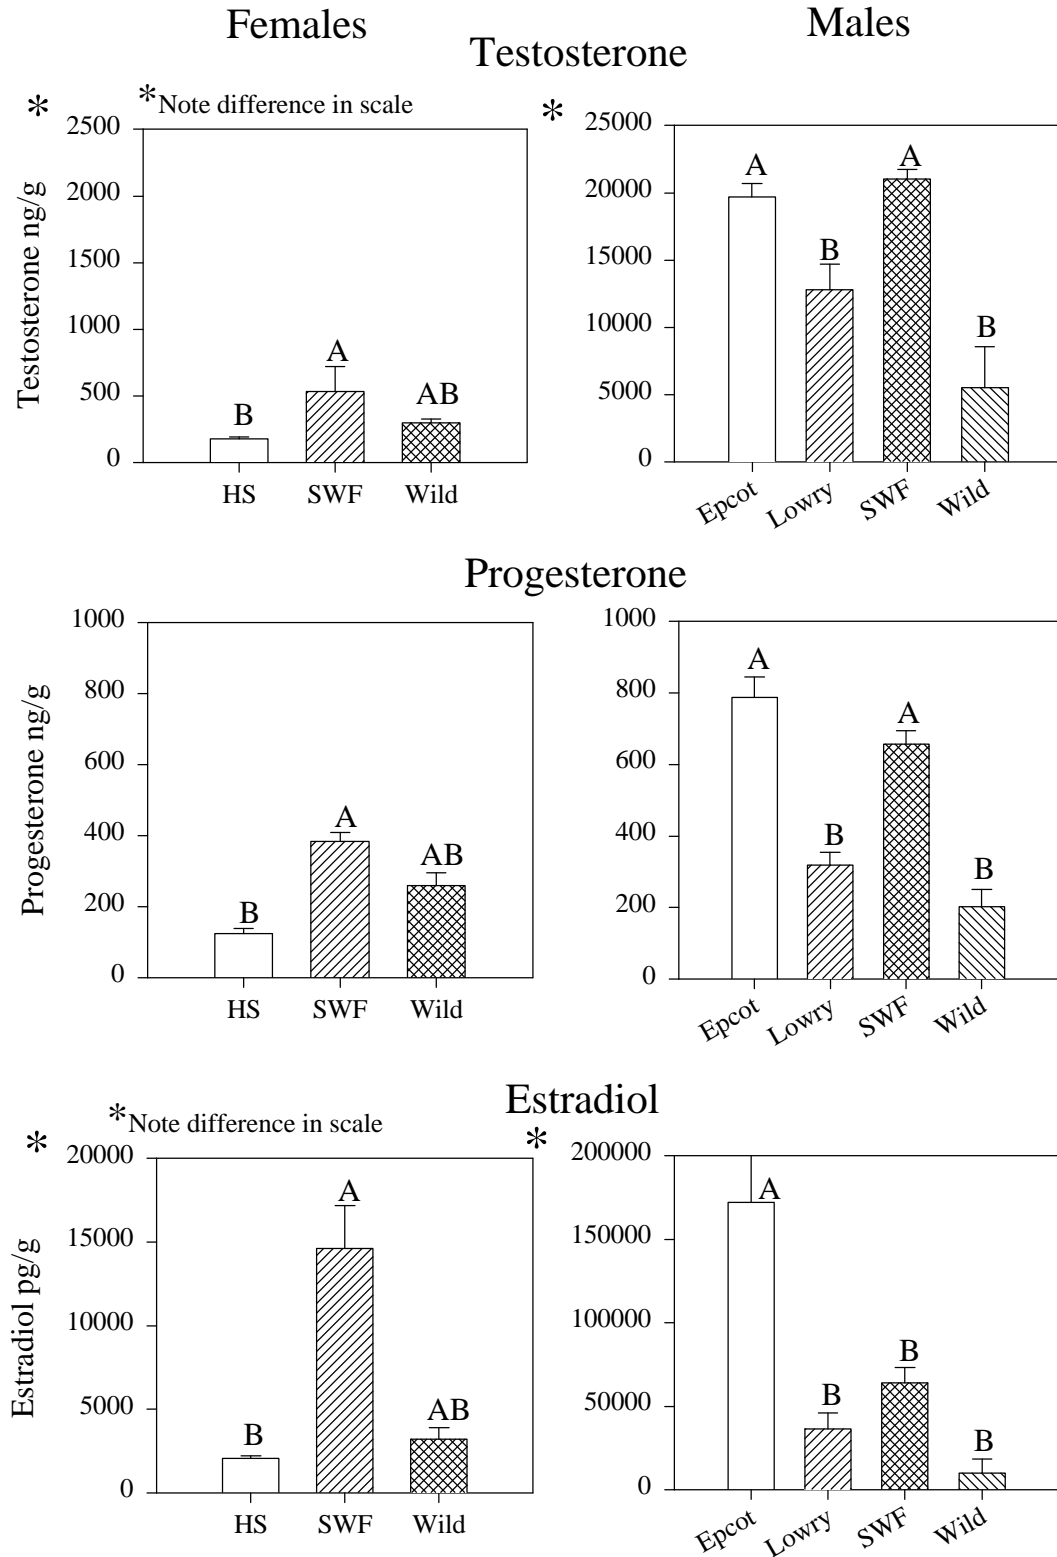 Females
Males
Testosterone
*
*Note difference in scale
*
Testosterone ng/g
2500
2000
1500
1000
500
0
B
A
AB
HS
SWF
Wild
25000
20000
15000
10000
5000
0
A
B
A
B
Epcot
Lowry
SWF
Wild
Progesterone
Progesterone ng/g
1000
800
600
400
200
0
B
A
AB
HS
SWF
Wild
1000
800
600
400
200
0
A
B
A
B
Epcot
Lowry
SWF
Wild
Estradiol
*
*Note difference in scale
*
Estradiol pg/g
20000
15000
10000
5000
0
B
A
AB
HS
SWF
Wild
200000
150000
100000
50000
0
A
B
B
B
Epcot
Lowry
SWF
Wild